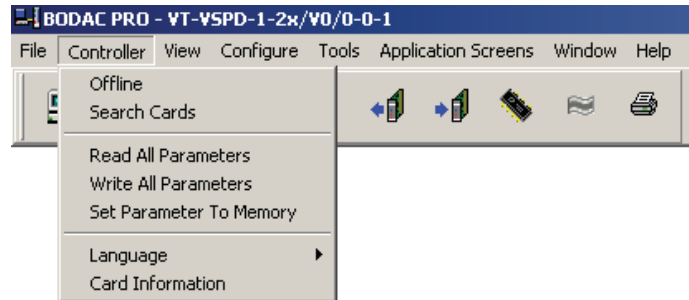 BODAC PRO - VT-VSPD-1-2x/V0/0-0-1
File Controller View Configure Tools Application Screens Window Help
Offline
Search Cards
Read All Parameters
Write All Parameters
Set Parameter To Memory
Language
Card Information